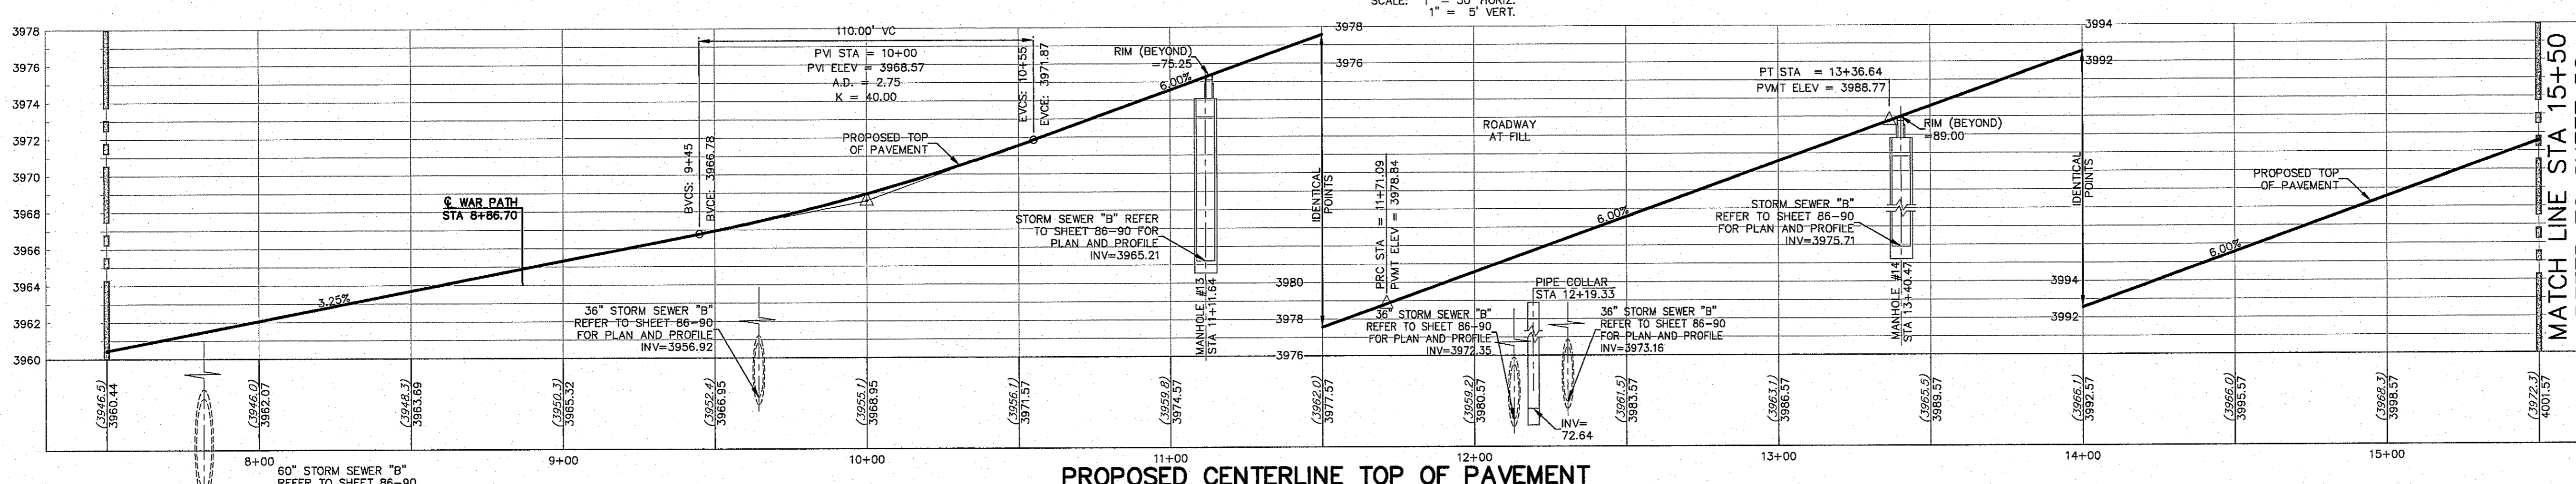 SCALE: 1" = 50' HORIZ.
1" = 5' VERT.
3978
3976
3974
3972
3970
3968
3966
3964
3962
3960
3.25%
℄ WAR PATH
STA 8+86.70
110.00' VC
PVI STA = 10+00
PVI ELEV = 3968.57
A.D. = 2.75
K = 40.00
BVCS: 9+45
BVCE: 3966.78
EVCS: 10+55
EVCE: 3971.87
PROPOSED TOP
OF PAVEMENT
36" STORM SEWER "B"
REFER TO SHEET 86-90
FOR PLAN AND PROFILE
INV=3956.92
6.00%
RIM (BEYOND)
=75.25
STORM SEWER "B" REFER
TO SHEET 86-90 FOR
PLAN AND PROFILE
INV=3965.21
MANHOLE #13
STA 11+11.64
3978
3976
IDENTICAL
POINTS
3980
3978
3976
PRC STA = 11+71.09
PVMT ELEV = 3978.84
ROADWAY
AT FILL
36" STORM SEWER "B"
REFER TO SHEET 86-90
FOR PLAN AND PROFILE
INV=3972.35
PIPE COLLAR
STA 12+19.33
36" STORM SEWER "B"
REFER TO SHEET 86-90
FOR PLAN AND PROFILE
INV=3973.16
INV=
72.64
6.00%
PT STA = 13+36.64
PVMT ELEV = 3988.77
RIM (BEYOND)
=89.00
STORM SEWER "B"
REFER TO SHEET 86-90
FOR PLAN AND PROFILE
INV=3975.71
MANHOLE #14
STA 13+40.47
3994
3992
IDENTICAL
POINTS
3994
3992
PROPOSED TOP
OF PAVEMENT
6.00%
MATCH LINE STA 15+50
(3946.5)
3960.44
(3946.0)
3962.07
(3948.3)
3963.69
(3950.3)
3965.32
(3952.4)
3966.95
(3955.1)
3968.95
(3956.1)
3971.57
(3959.8)
3974.57
(3962.0)
3977.57
(3959.2)
3980.57
(3961.5)
3983.57
(3963.1)
3986.57
(3965.5)
3989.57
(3966.1)
3992.57
(3966.0)
3995.57
(3968.3)
3998.57
(3972.3)
4001.57
8+00
9+00
10+00
11+00
12+00
13+00
14+00
15+00
60" STORM SEWER "B"
REFER TO SHEET 86-90
PROPOSED CENTERLINE TOP OF PAVEMENT